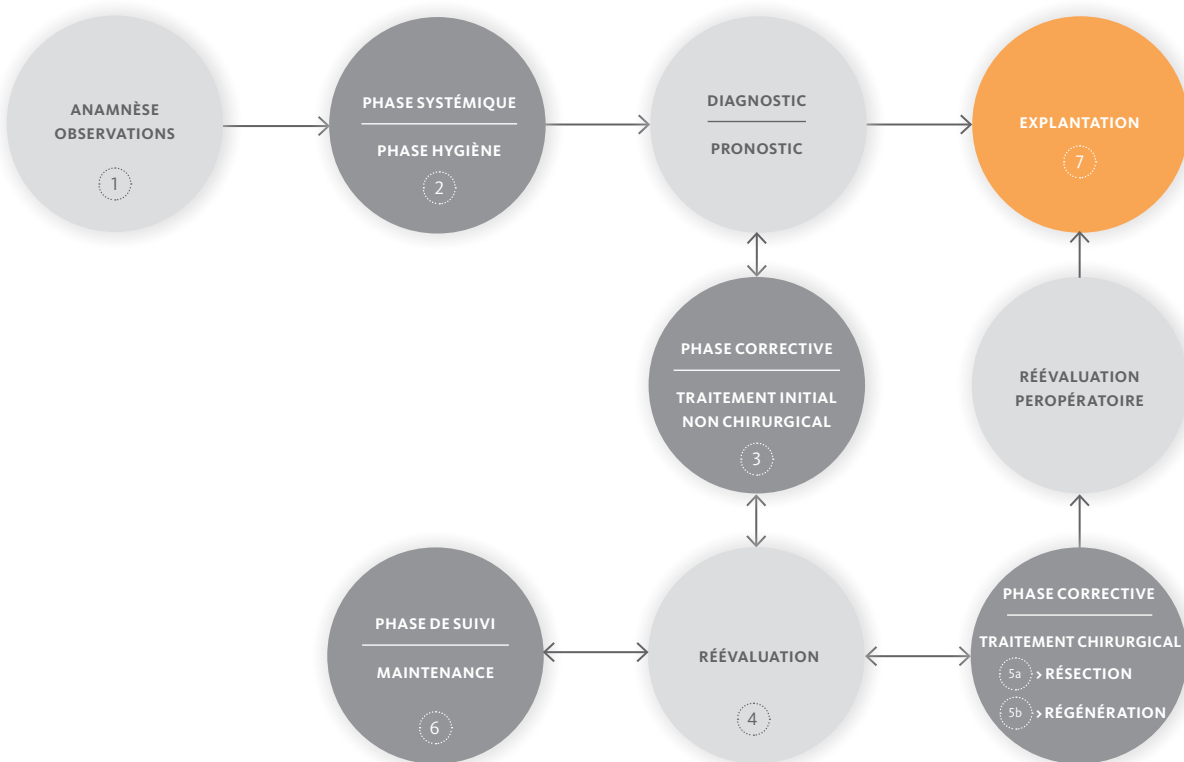 ANAMNÈSE
OBSERVATIONS
1
PHASE SYSTÉMIQUE
PHASE HYGIÈNE
2
DIAGNOSTIC
PRONOSTIC
EXPLANTATION
7
PHASE CORRECTIVE
TRAITEMENT INITIAL
NON CHIRURGICAL
3
RÉÉVALUATION
PEROPÉRATOIRE
PHASE DE SUIVI
MAINTENANCE
6
RÉÉVALUATION
4
PHASE CORRECTIVE
TRAITEMENT CHIRURGICAL
5a › RÉSECTION
5b › RÉGÉNÉRATION